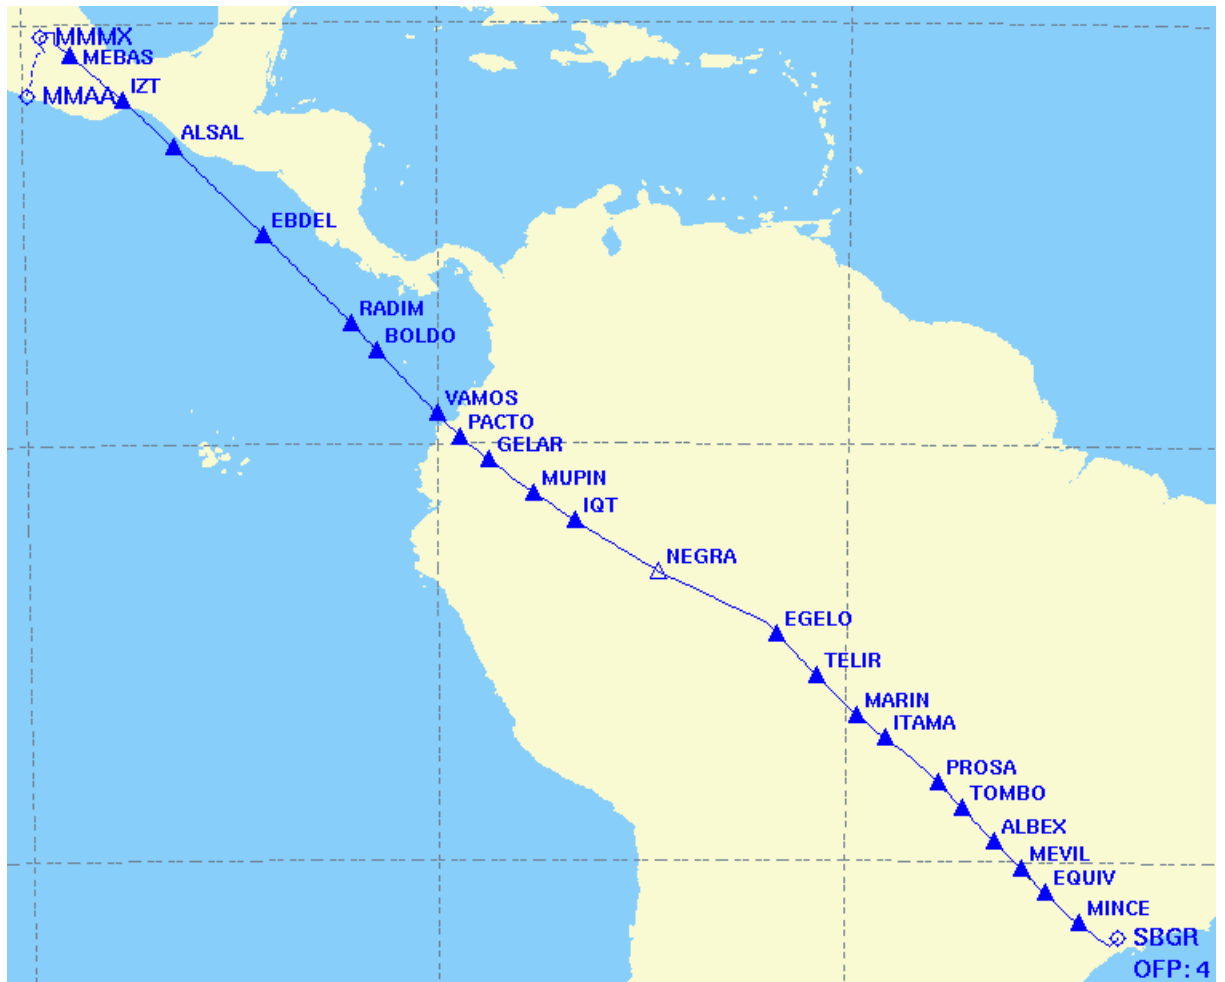 MMMX
MEBAS
MMAA
IZT
ALSAL
EBDEL
RADIM
BOLDO
VAMOS
PACTO
GELAR
MUPIN
IQT
NEGRA
EGELO
TELIR
MARIN
ITAMA
PROSA
TOMBO
ALBEX
MEVIL
EQUIV
MINCE
SBGR
OFP: 4